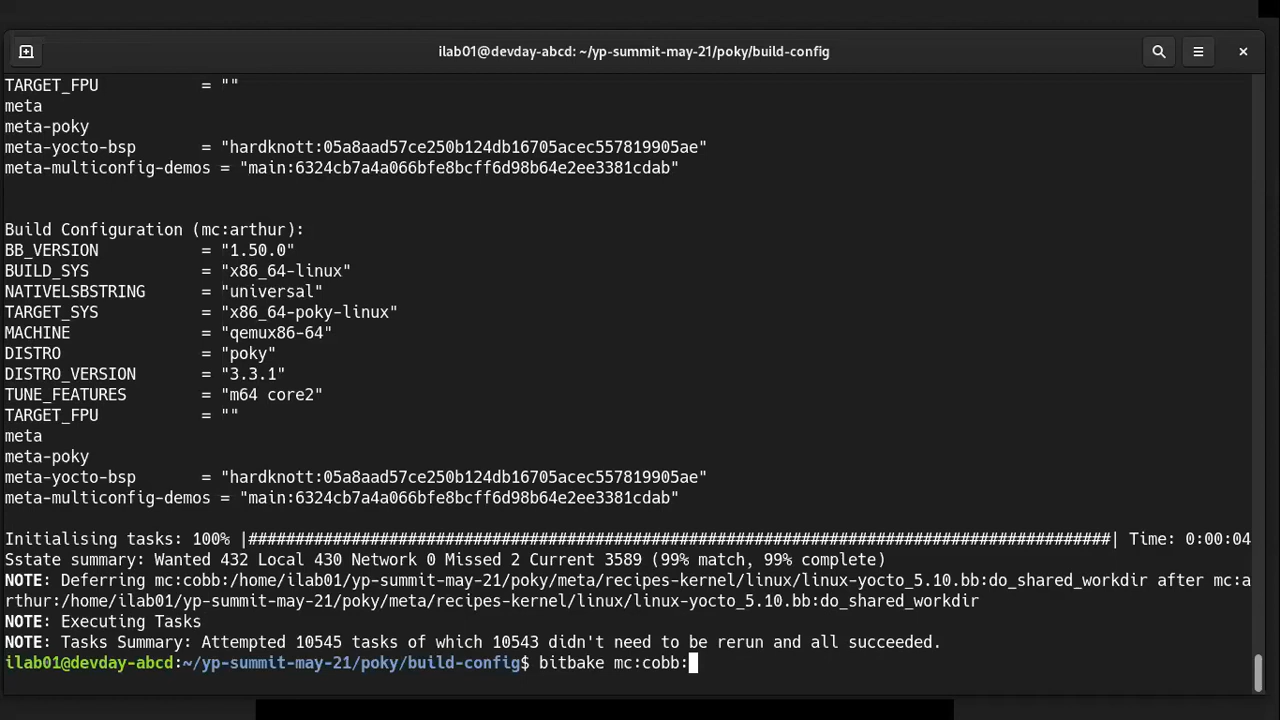 ilab01@devday-abcd: ~/yp-summit-may-21/poky/build-config
TARGET_FPU           = ""
meta
meta-poky
meta-yocto-bsp       = "hardknott:05a8aad57ce250b124db16705acec557819905ae"
meta-multiconfig-demos = "main:6324cb7a4a066bfe8bcff6d98b64e2ee3381cdab"
Build Configuration (mc:arthur):
BB_VERSION           = "1.50.0"
BUILD_SYS            = "x86_64-linux"
NATIVELSBSTRING      = "universal"
TARGET_SYS           = "x86_64-poky-linux"
MACHINE              = "qemux86-64"
DISTRO               = "poky"
DISTRO_VERSION       = "3.3.1"
TUNE_FEATURES        = "m64 core2"
TARGET_FPU           = ""
meta
meta-poky
meta-yocto-bsp       = "hardknott:05a8aad57ce250b124db16705acec557819905ae"
meta-multiconfig-demos = "main:6324cb7a4a066bfe8bcff6d98b64e2ee3381cdab"
Initialising tasks: 100% |############################################################################################| Time: 0:00:04
Sstate summary: Wanted 432 Local 430 Network 0 Missed 2 Current 3589 (99% match, 99% complete)
NOTE: Deferring mc:cobb:/home/ilab01/yp-summit-may-21/poky/meta/recipes-kernel/linux/linux-yocto_5.10.bb:do_shared_workdir after mc:a
rthur:/home/ilab01/yp-summit-may-21/poky/meta/recipes-kernel/linux/linux-yocto_5.10.bb:do_shared_workdir
NOTE: Executing Tasks
NOTE: Tasks Summary: Attempted 10545 tasks of which 10543 didn't need to be rerun and all succeeded.
ilab01@devday-abcd:~/yp-summit-may-21/poky/build-config$ bitbake mc:cobb: